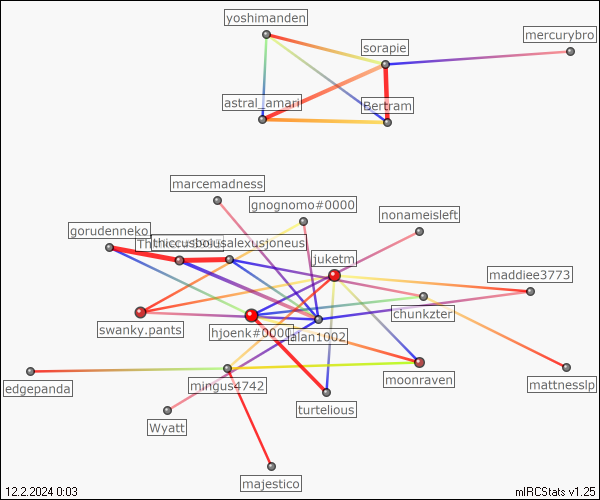 yoshimanden
mercurybro
sorapie
astral_amari
Bertram
marcemadness
gnognomo#0000
nonameisleft
gorudenneko
thiccusbonusalexusjoneus
juketm
maddiee3773
chunkzter
swanky.pants
hjoenk#0000
alan1002
moonraven
edgepanda
mingus4742
mattnesslp
turtelious
Wyatt
majestico
12.2.2024 0:03
mIRCStats v1.25